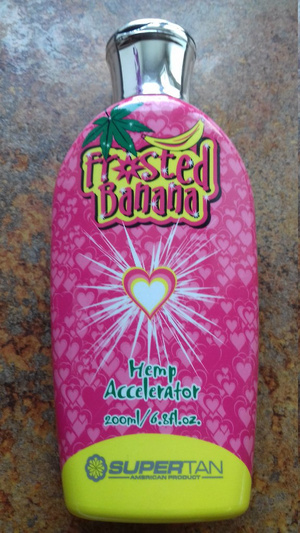 Frosted
Banana
Hemp
Accelerator
200ml/6.8fl.oz.
SUPERTAN
AMERICAN PRODUCT